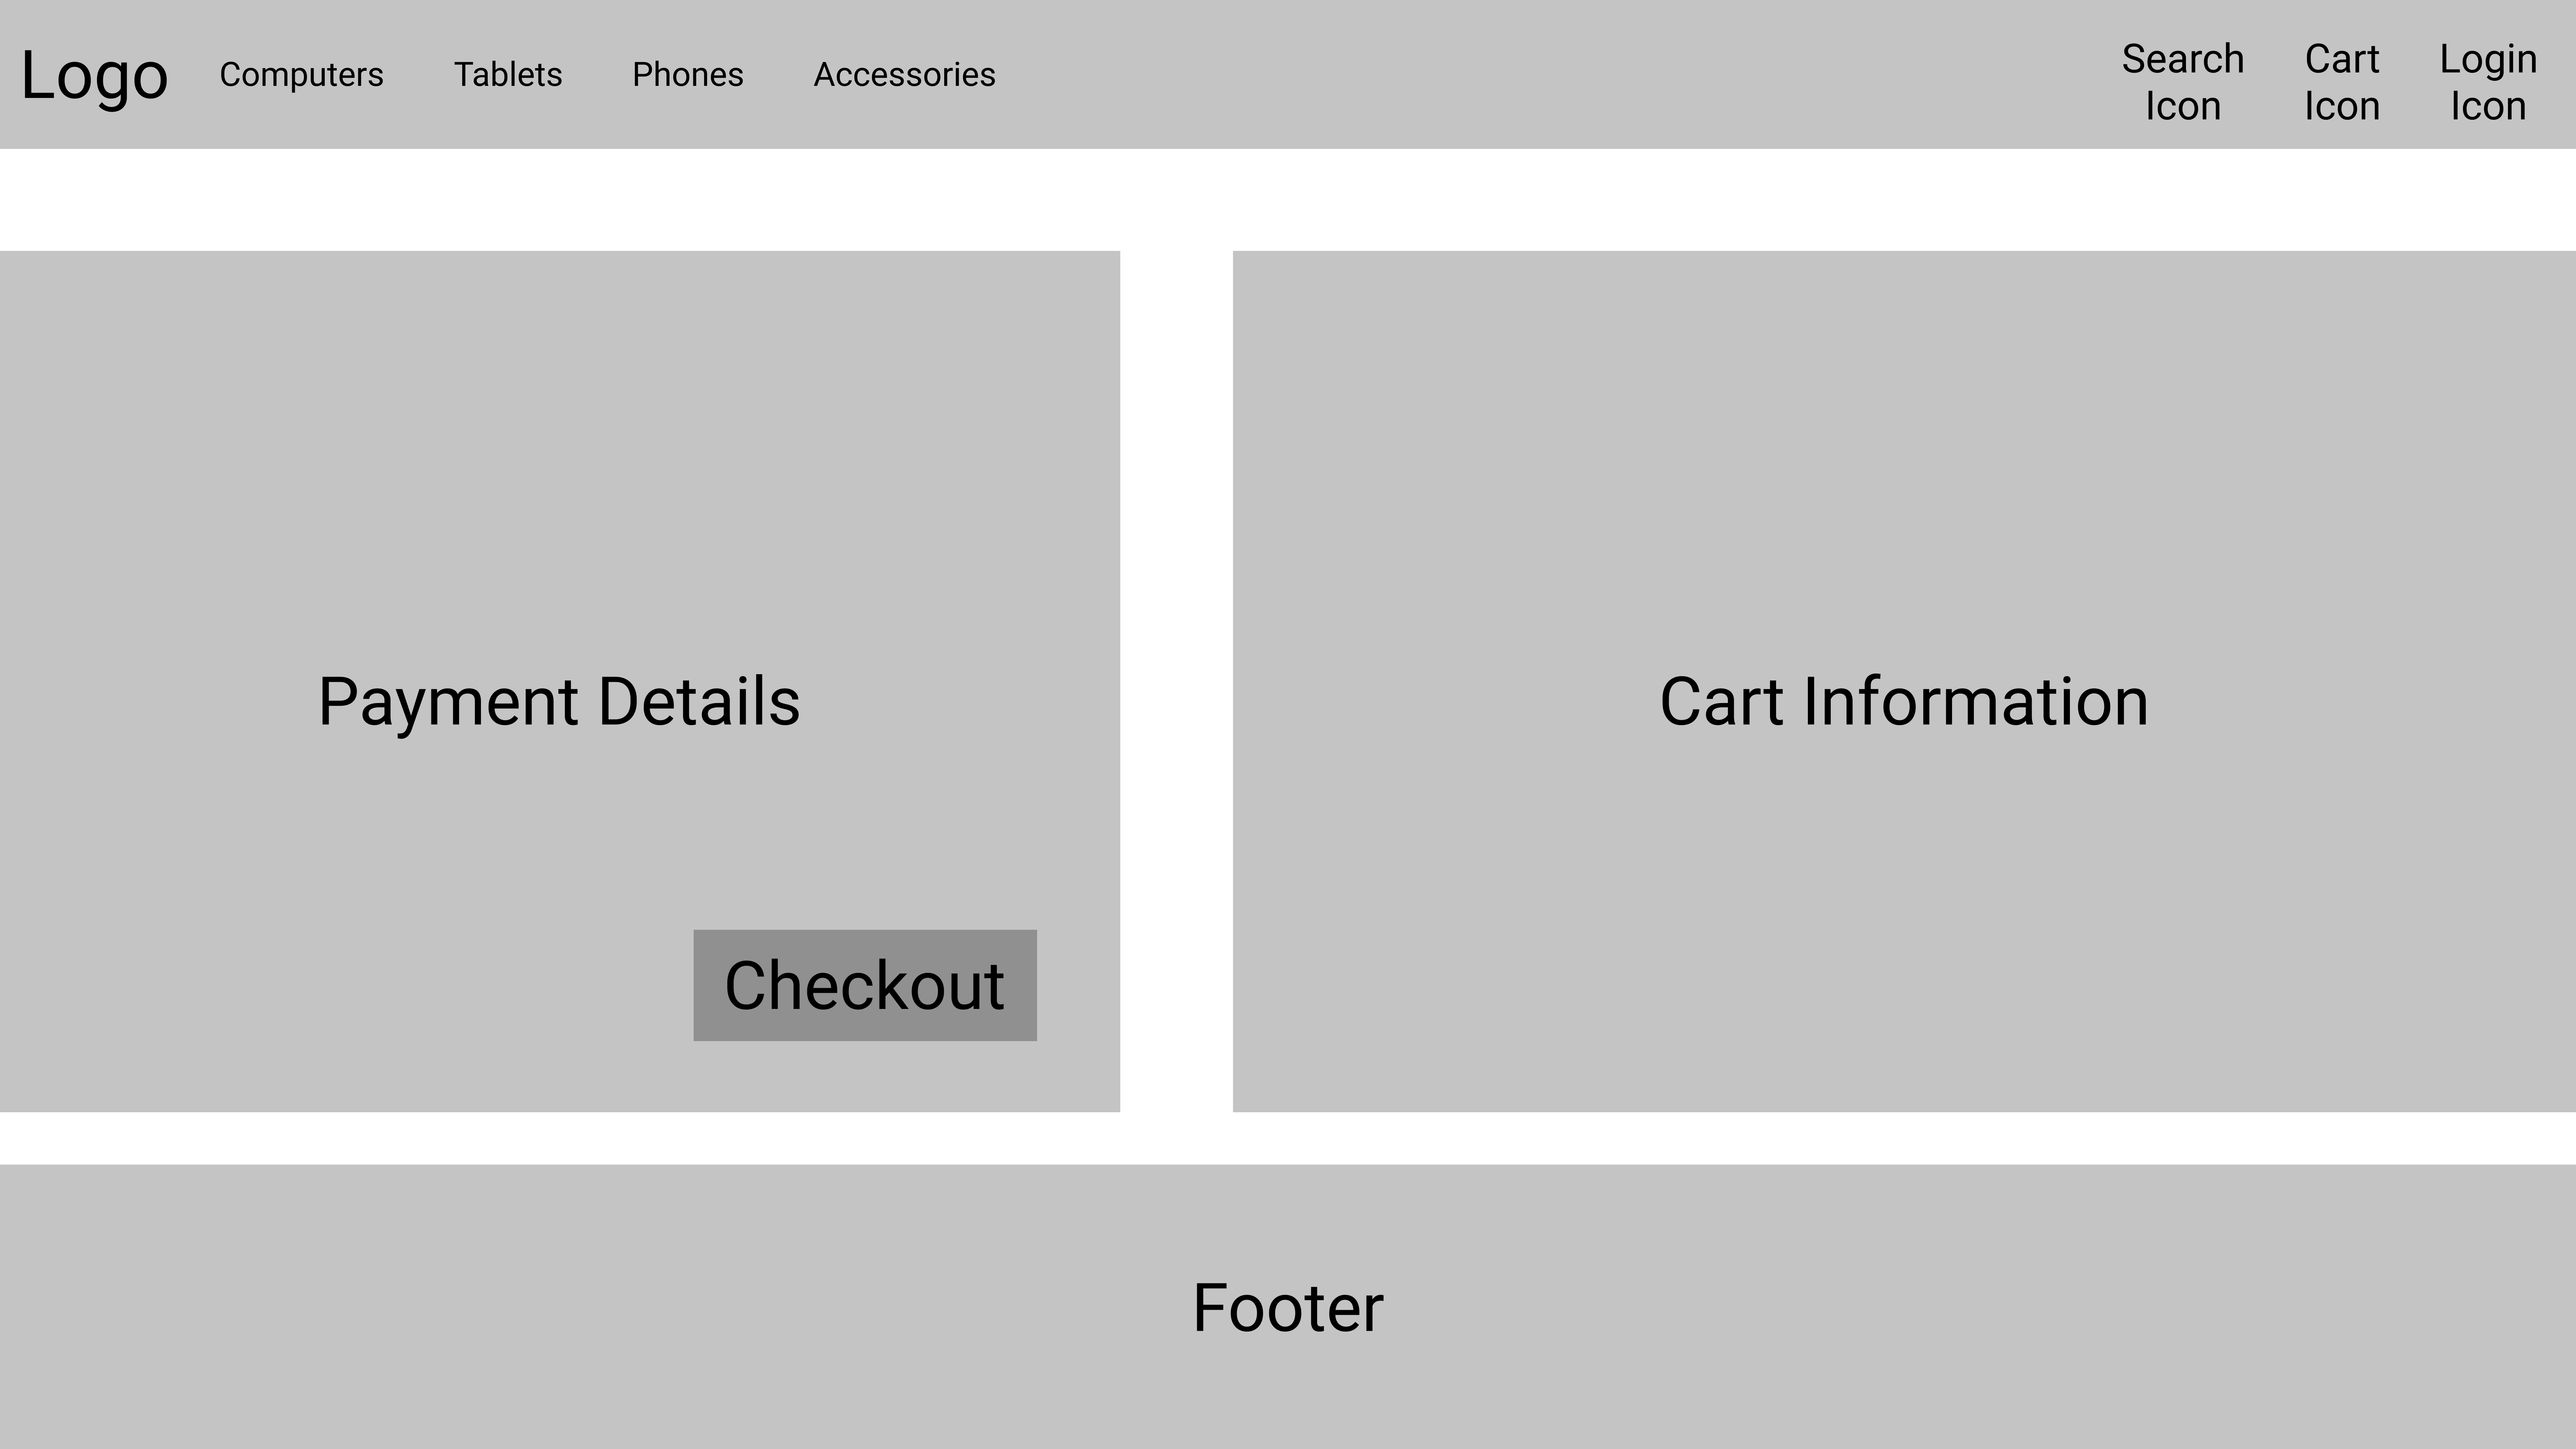 Logo
Computers
Tablets
Phones
Accessories
Search
Icon
Cart
Icon
Login
Icon
Payment Details
Checkout
Cart Information
Footer